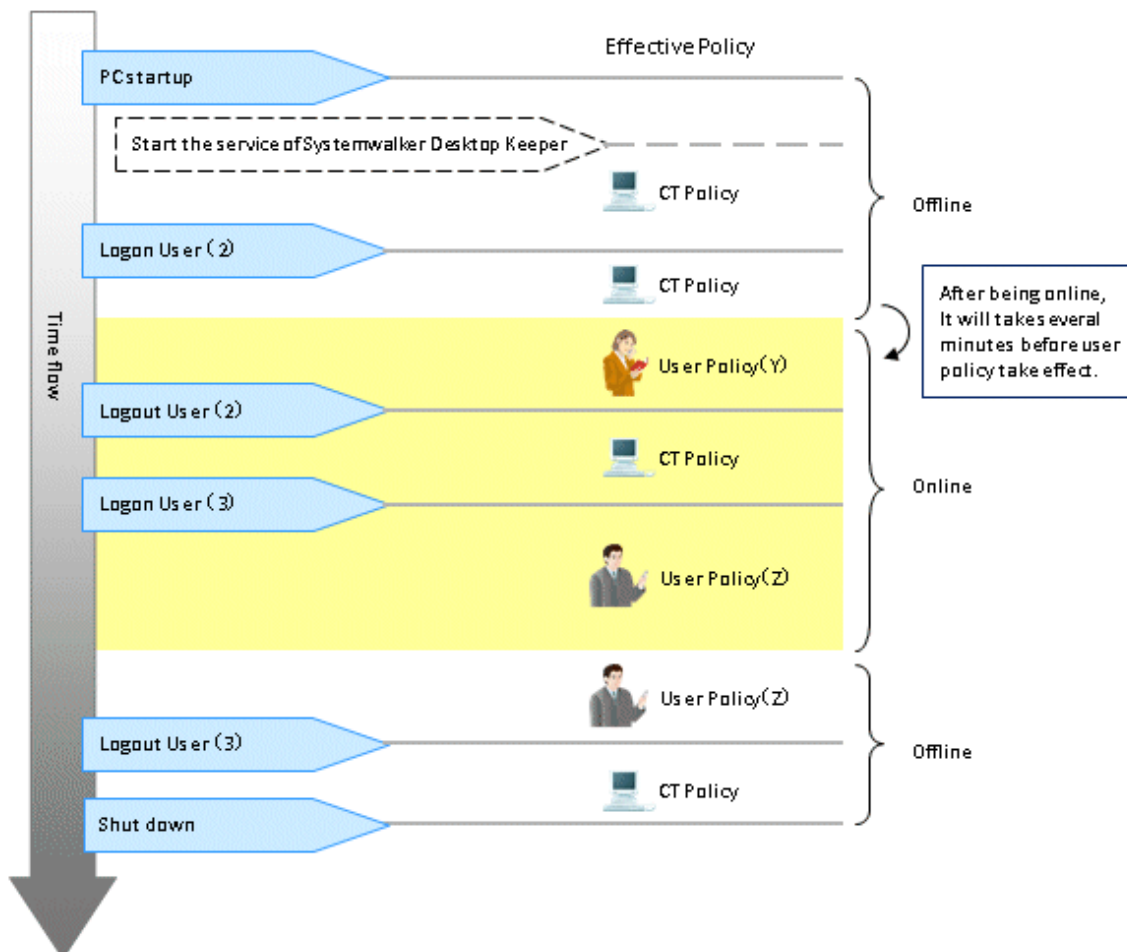 Effective Policy
PC startup
Start the service of Systemwalker Desktop Keeper
CT Policy
Offline
Logon User (2)
CT Policy
After being online,
It will takes several
minutes before user
policy take effect.
Time flow
User Policy(Y)
Logout User (2)
CT Policy
Online
Logon User (3)
User Policy(Z)
User Policy(Z)
Logout User (3)
Offline
CT Policy
Shut down